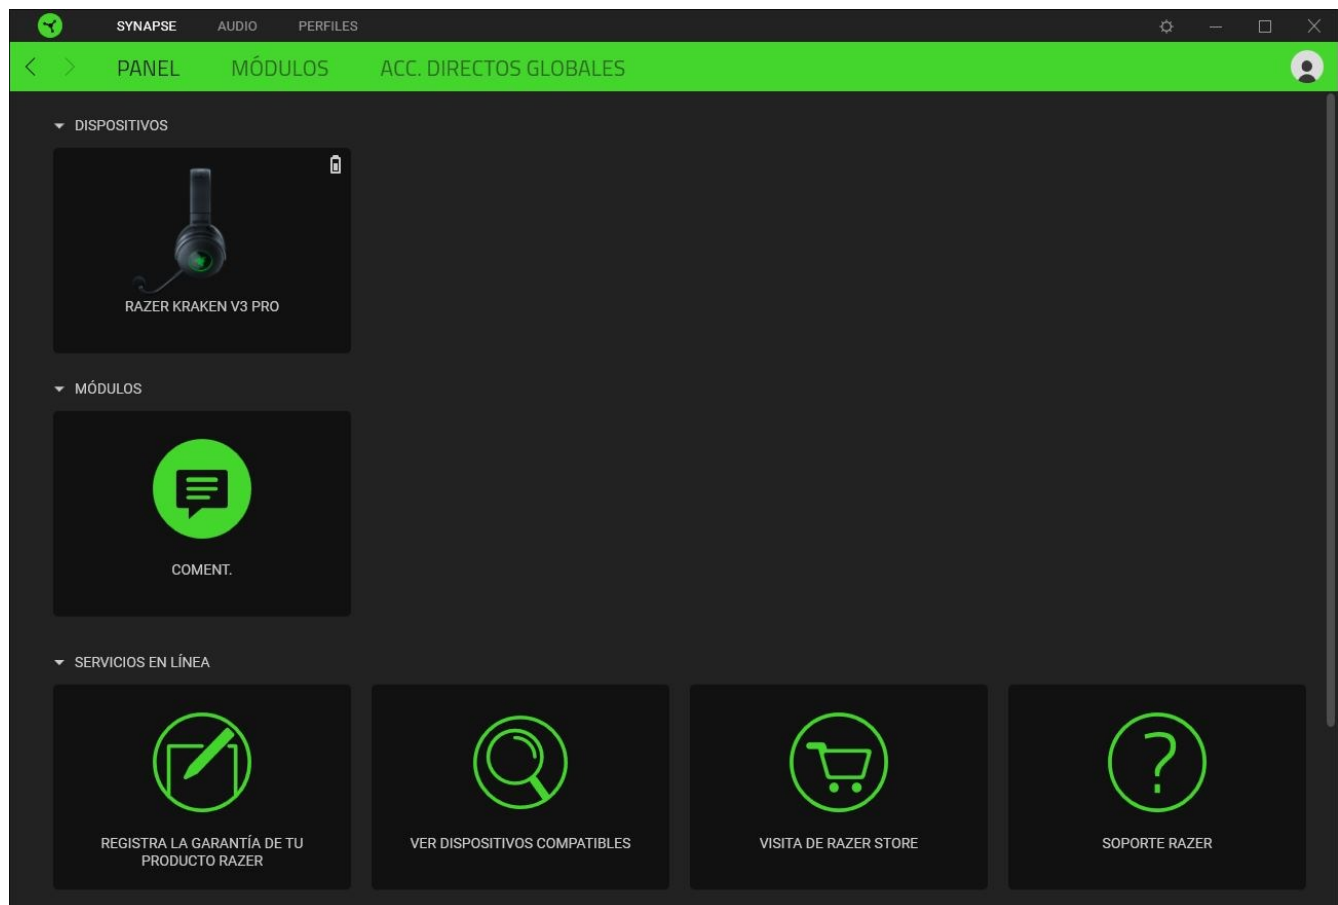 SYNAPSE AUDIO PERFILES
PANEL MÓDULOS ACC. DIRECTOS GLOBALES
DISPOSITIVOS
RAZER KRAKEN V3 PRO
MÓDULOS
COMENT.
SERVICIOS EN LÍNEA
REGISTRA LA GARANTÍA DE TU
PRODUCTO RAZER
VER DISPOSITIVOS COMPATIBLES
VISITA DE RAZER STORE
SOPORTE RAZER